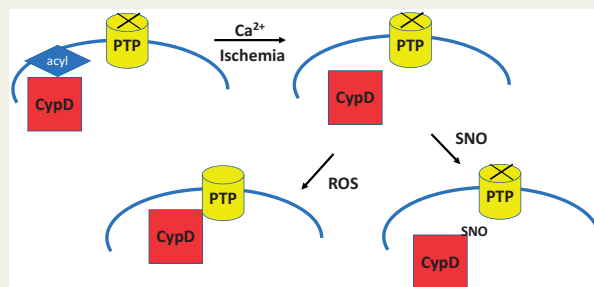 PTP
acyl
CypD
Ca²⁺
Ischemia
PTP
CypD
SNO
ROS
PTP
CypD
PTP
SNO
CypD